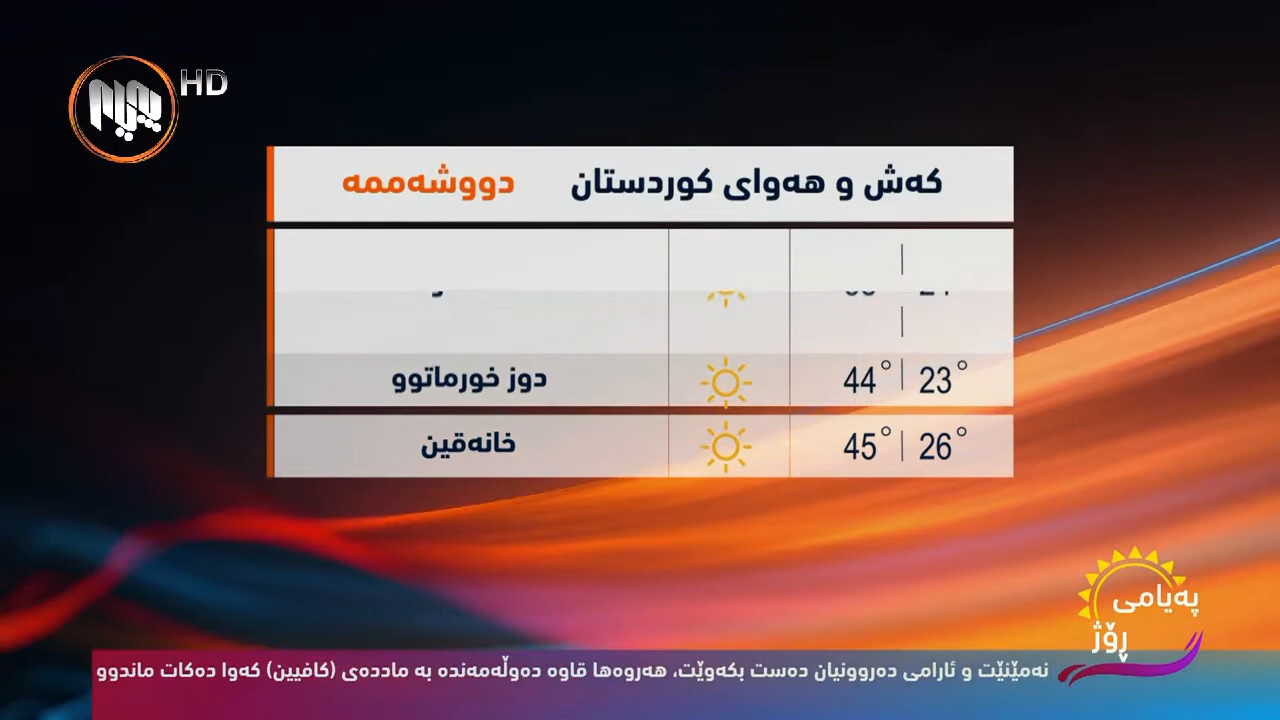 HD
کەش و هەوای کوردستان دووشەممە
دوز خورماتوو 44° 23°
خانەقین 45° 26°
پەیامی
ڕۆژ
نەمێنێت و ئارامی دەروونیان دەست بکەوێت، هەروەها قاوە دەوڵەمەندە بە ماددەی (کافیین) کەوا دەکات ماندوو